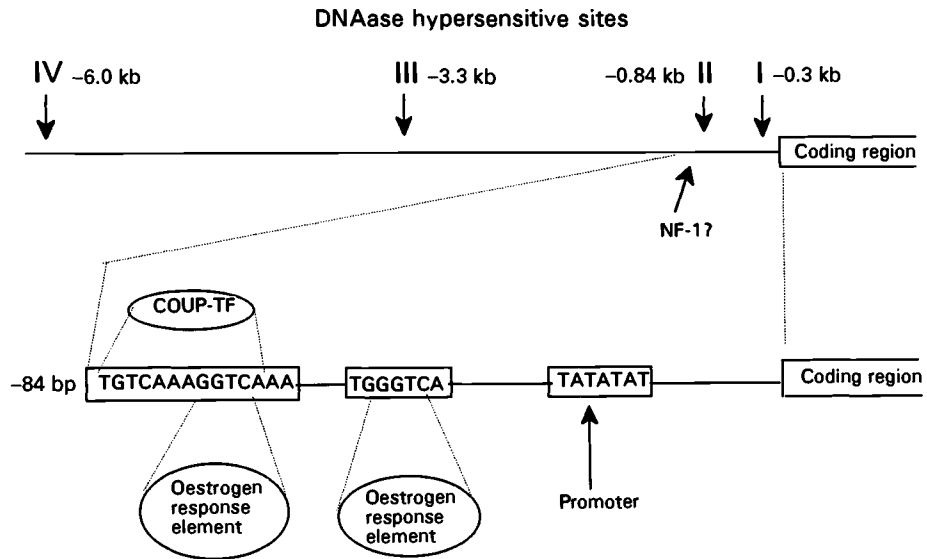 DNAase hypersensitive sites
IV -6.0 kb
III -3.3 kb
-0.84 kb II
I -0.3 kb
Coding region
NF-1?
COUP-TF
-84 bp
TGTCAAAGGTCAAA
TGGGTCA
TATATAT
Coding region
Oestrogen
response
element
Oestrogen
response
element
Promoter